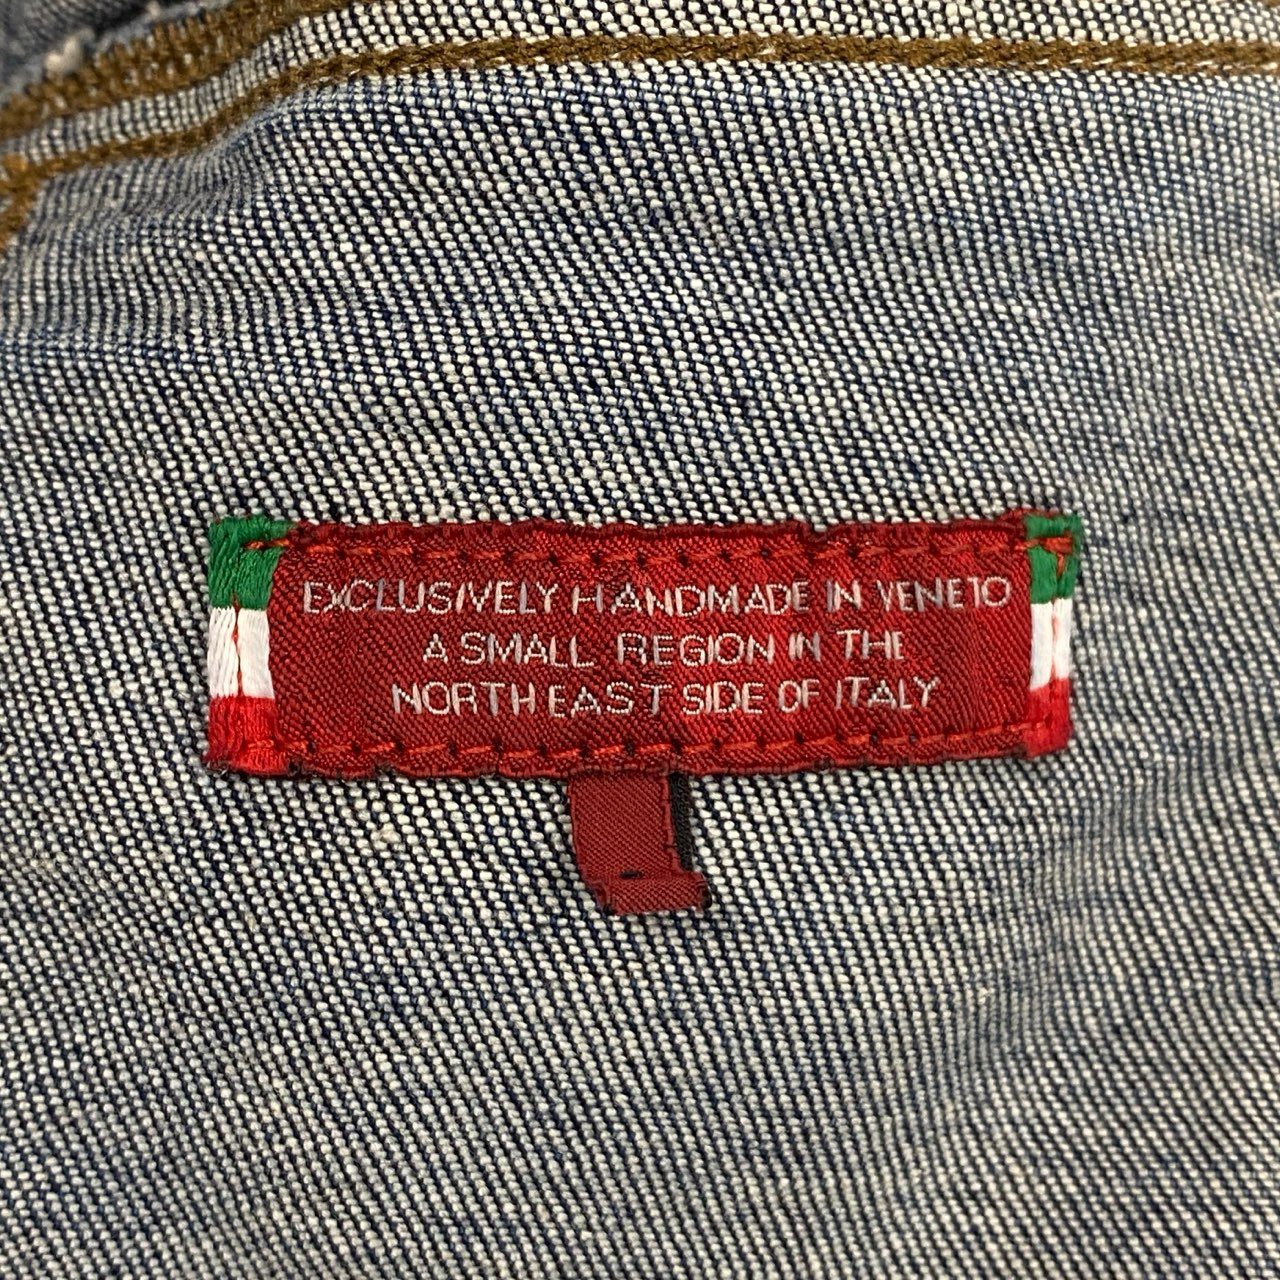 EXCLUSIVELY HANDMADE IN VENETO
A SMALL REGION IN THE
NORTH EAST SIDE OF ITALY